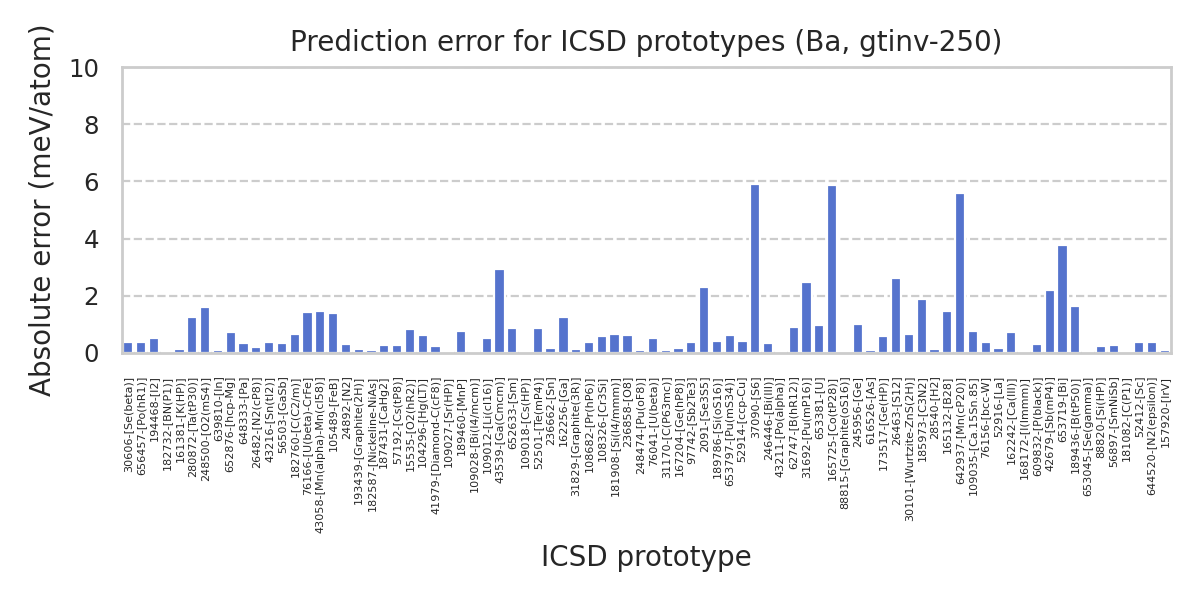 Prediction error for ICSD prototypes (Ba, gtinv-250)
Absolute error (meV/atom)
10
8
6
4
2
0
30606-[Se(beta)]
656457-[Po(hR1)]
194468-[I2]
182732-[BN(P1)]
161381-[K(HP)]
280872-[Ta(tP30)]
248500-[O2(mS4)]
639810-[In]
652876-[hcp-Mg]
648333-[Pa]
26482-[N2(cP8)]
43216-[Sn(tI2)]
56503-[GaSb]
182760-[C(C2/m)]
76166-[U(beta)-CrFe]
43058-[Mn(alpha)-Mn(cI58)]
105489-[FeB]
24892-[N2]
193439-[Graphite(2H)]
182587-[Nickeline-NiAs]
187431-[CaHg2]
57192-[Cs(tP8)]
15535-[O2(hR2)]
104296-[Hg(LT)]
41979-[Diamond-C(cF8)]
109027-[Sr(HP)]
189460-[MnP]
109028-[Bi(I4/mcm)]
109012-[Li(cI16)]
43539-[Ga(Cmcm)]
652633-[Sm]
109018-[Cs(HP)]
52501-[Te(mP4)]
236662-[Sn]
162256-[Ga]
31829-[Graphite(3R)]
108682-[Pr(hP6)]
108326-[Cr3Si]
181908-[Si(I4/mmm)]
236858-[O8]
248474-[Pu(oF8)]
76041-[U(beta)]
31170-[C(P63mc)]
167204-[Ge(hP8)]
97742-[Sb2Te3]
2091-[Se3S5]
189786-[Si(oS16)]
653797-[Pu(mS34)]
52914-[ccp-Cu]
37090-[S6]
246446-[Bi(III)]
43211-[Po(alpha)]
62747-[B(hR12)]
31692-[Pu(mP16)]
653381-[U]
165725-[Co(tP28)]
88815-[Graphite(oS16)]
245956-[Ge]
616526-[As]
173517-[Ge(HP)]
26463-[S12]
30101-[Wurtzite-ZnS(2H)]
185973-[C3N2]
28540-[H2]
165132-[B28]
642937-[Mn(cP20)]
109035-[Ca.15Sn.85]
76156-[bcc-W]
52916-[La]
162242-[Ca(III)]
168172-[I(Immm)]
609832-[P(black)]
42679-[Sb(mP4)]
653719-[Bi]
189436-[B(tP50)]
653045-[Se(gamma)]
88820-[Si(HP)]
56897-[SmNiSb]
181082-[C(P1)]
52412-[Sc]
644520-[N2(epsilon)]
157920-[IrV]
ICSD prototype